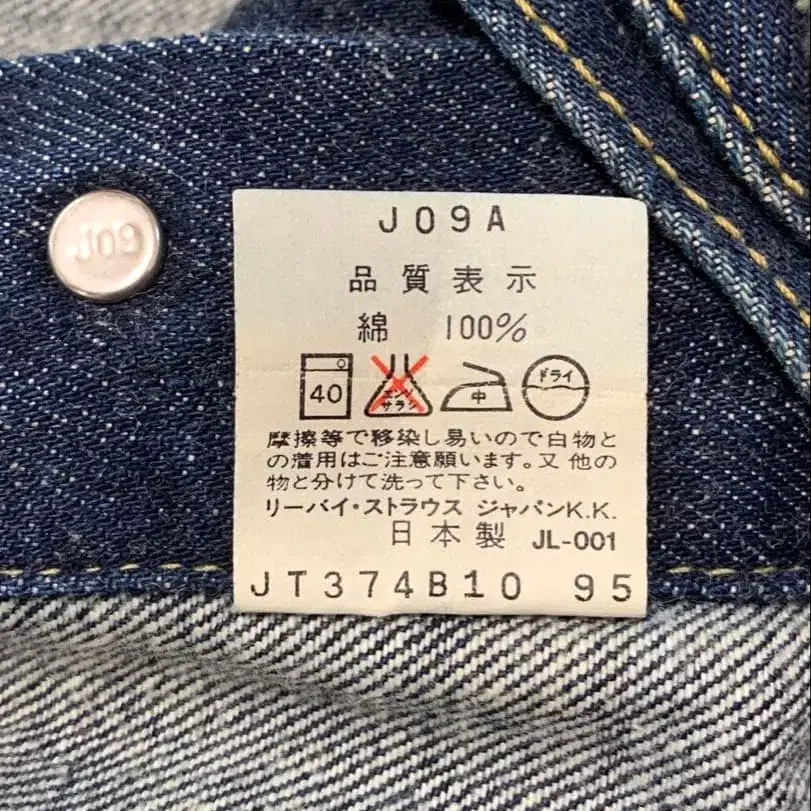 J09
J09A
品質表示
綿 100%
40
エンソ
サラシ
中
ドライ
摩擦等で移染し易いので白物と
の着用はご注意願います。又他の
物と分けて洗って下さい。
リーバイ・ストラウス ジャパンK.K.
日本製 JL-001
JT374B10 95